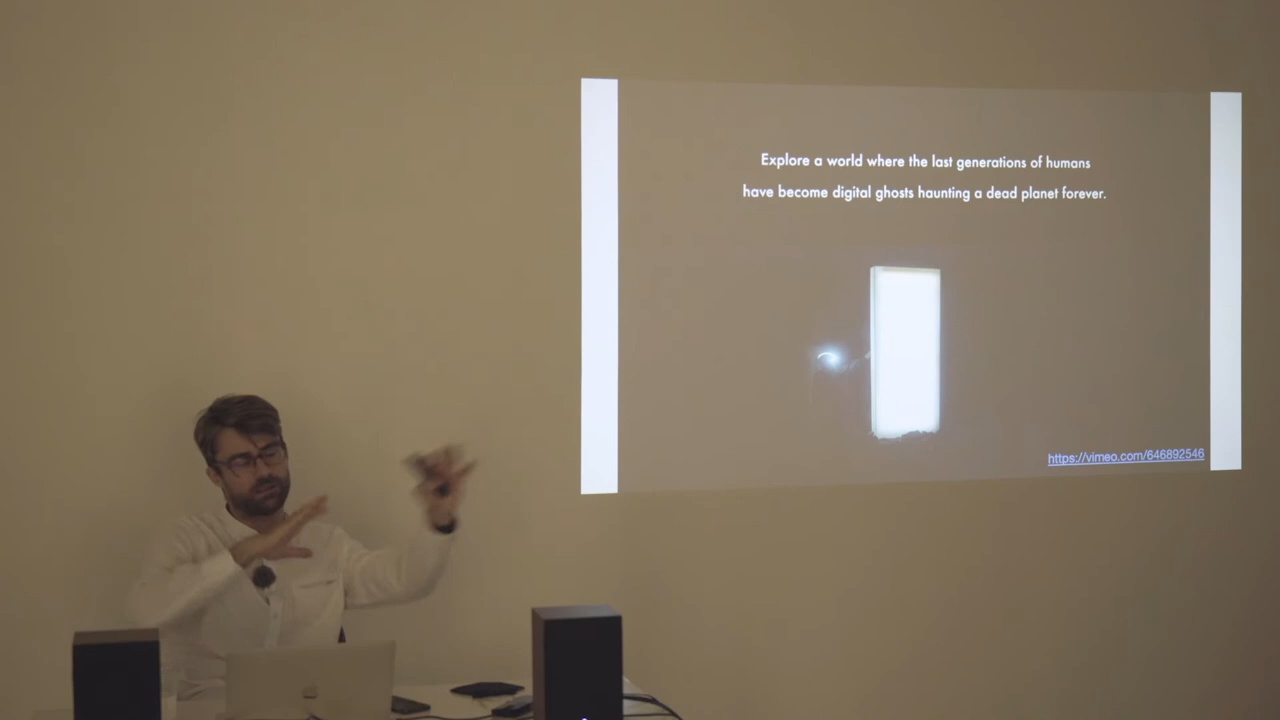 Explore a world where the last generations of humans
have become digital ghosts haunting a dead planet forever.
https://vimeo.com/646892546